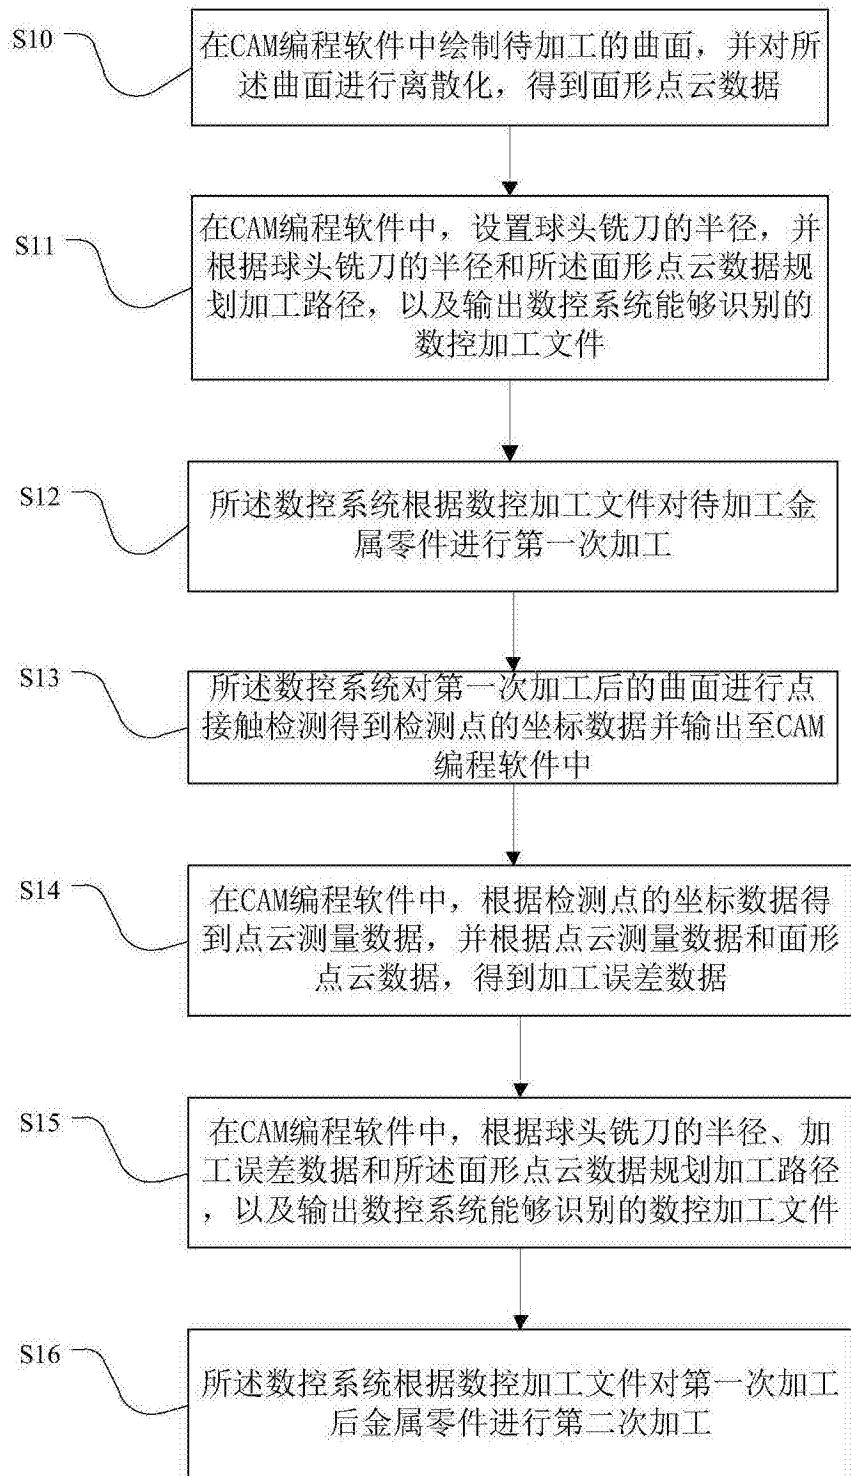 S10
在CAM编程软件中绘制待加工的曲面，并对所
述曲面进行离散化，得到面形点云数据
S11
在CAM编程软件中，设置球头铣刀的半径，并
根据球头铣刀的半径和所述面形点云数据规
划加工路径，以及输出数控系统能够识别的
数控加工文件
S12
所述数控系统根据数控加工文件对待加工金
属零件进行第一次加工
S13
所述数控系统对第一次加工后的曲面进行点
接触检测得到检测点的坐标数据并输出至CAM
编程软件中
S14
在CAM编程软件中，根据检测点的坐标数据得
到点云测量数据，并根据点云测量数据和面形
点云数据，得到加工误差数据
S15
在CAM编程软件中，根据球头铣刀的半径、加
工误差数据和所述面形点云数据规划加工路径
，以及输出数控系统能够识别的数控加工文件
S16
所述数控系统根据数控加工文件对第一次加工
后金属零件进行第二次加工